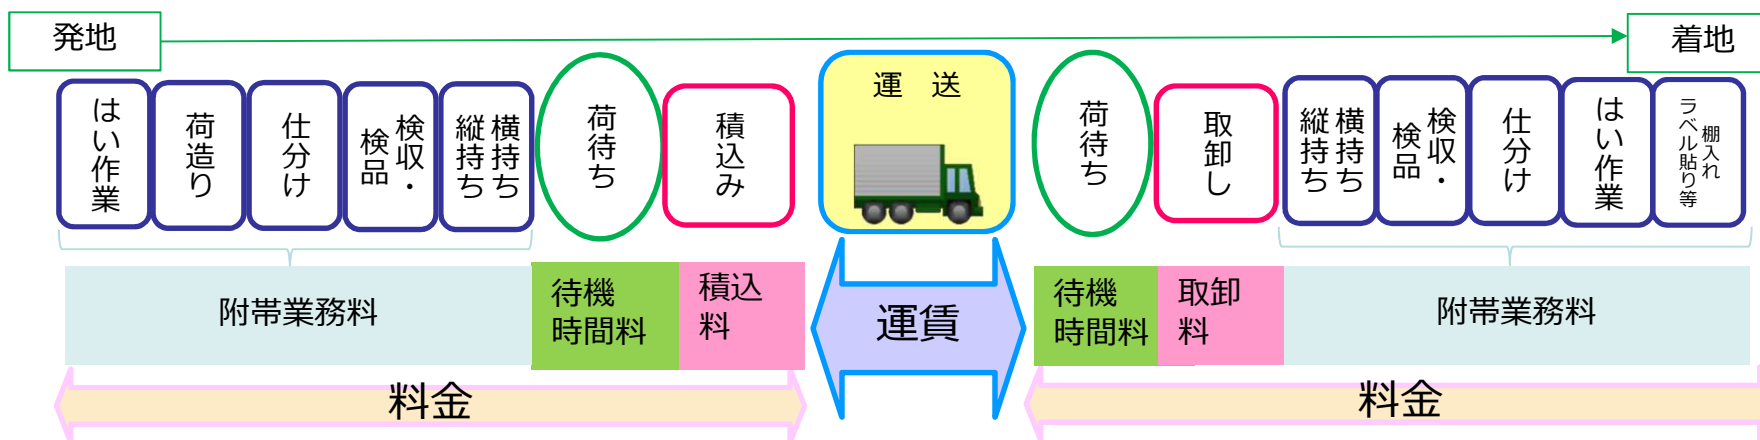 発地
着地
はい作業
荷造り
仕分け
検収・
検品
横持ち
縦持ち
荷待ち
積込み
運　送
荷待ち
取卸し
横持ち
縦持ち
検収・
検品
仕分け
はい作業
棚入れ
ラベル貼り等
附帯業務料
待機
時間料
積込
料
運賃
待機
時間料
取卸
料
附帯業務料
料金
料金